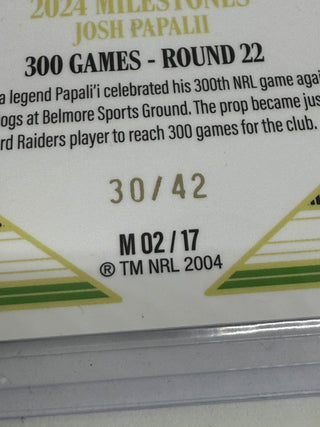 2024 MILESTONES
JOSH PAPALII
300 GAMES - ROUND 22
a legend Papali'i celebrated his 300th NRL game agai
ogs at Belmore Sports Ground. The prop became jus
rd Raiders player to reach 300 games for the club.
30/42
M 02 / 17
® TM NRL 2004